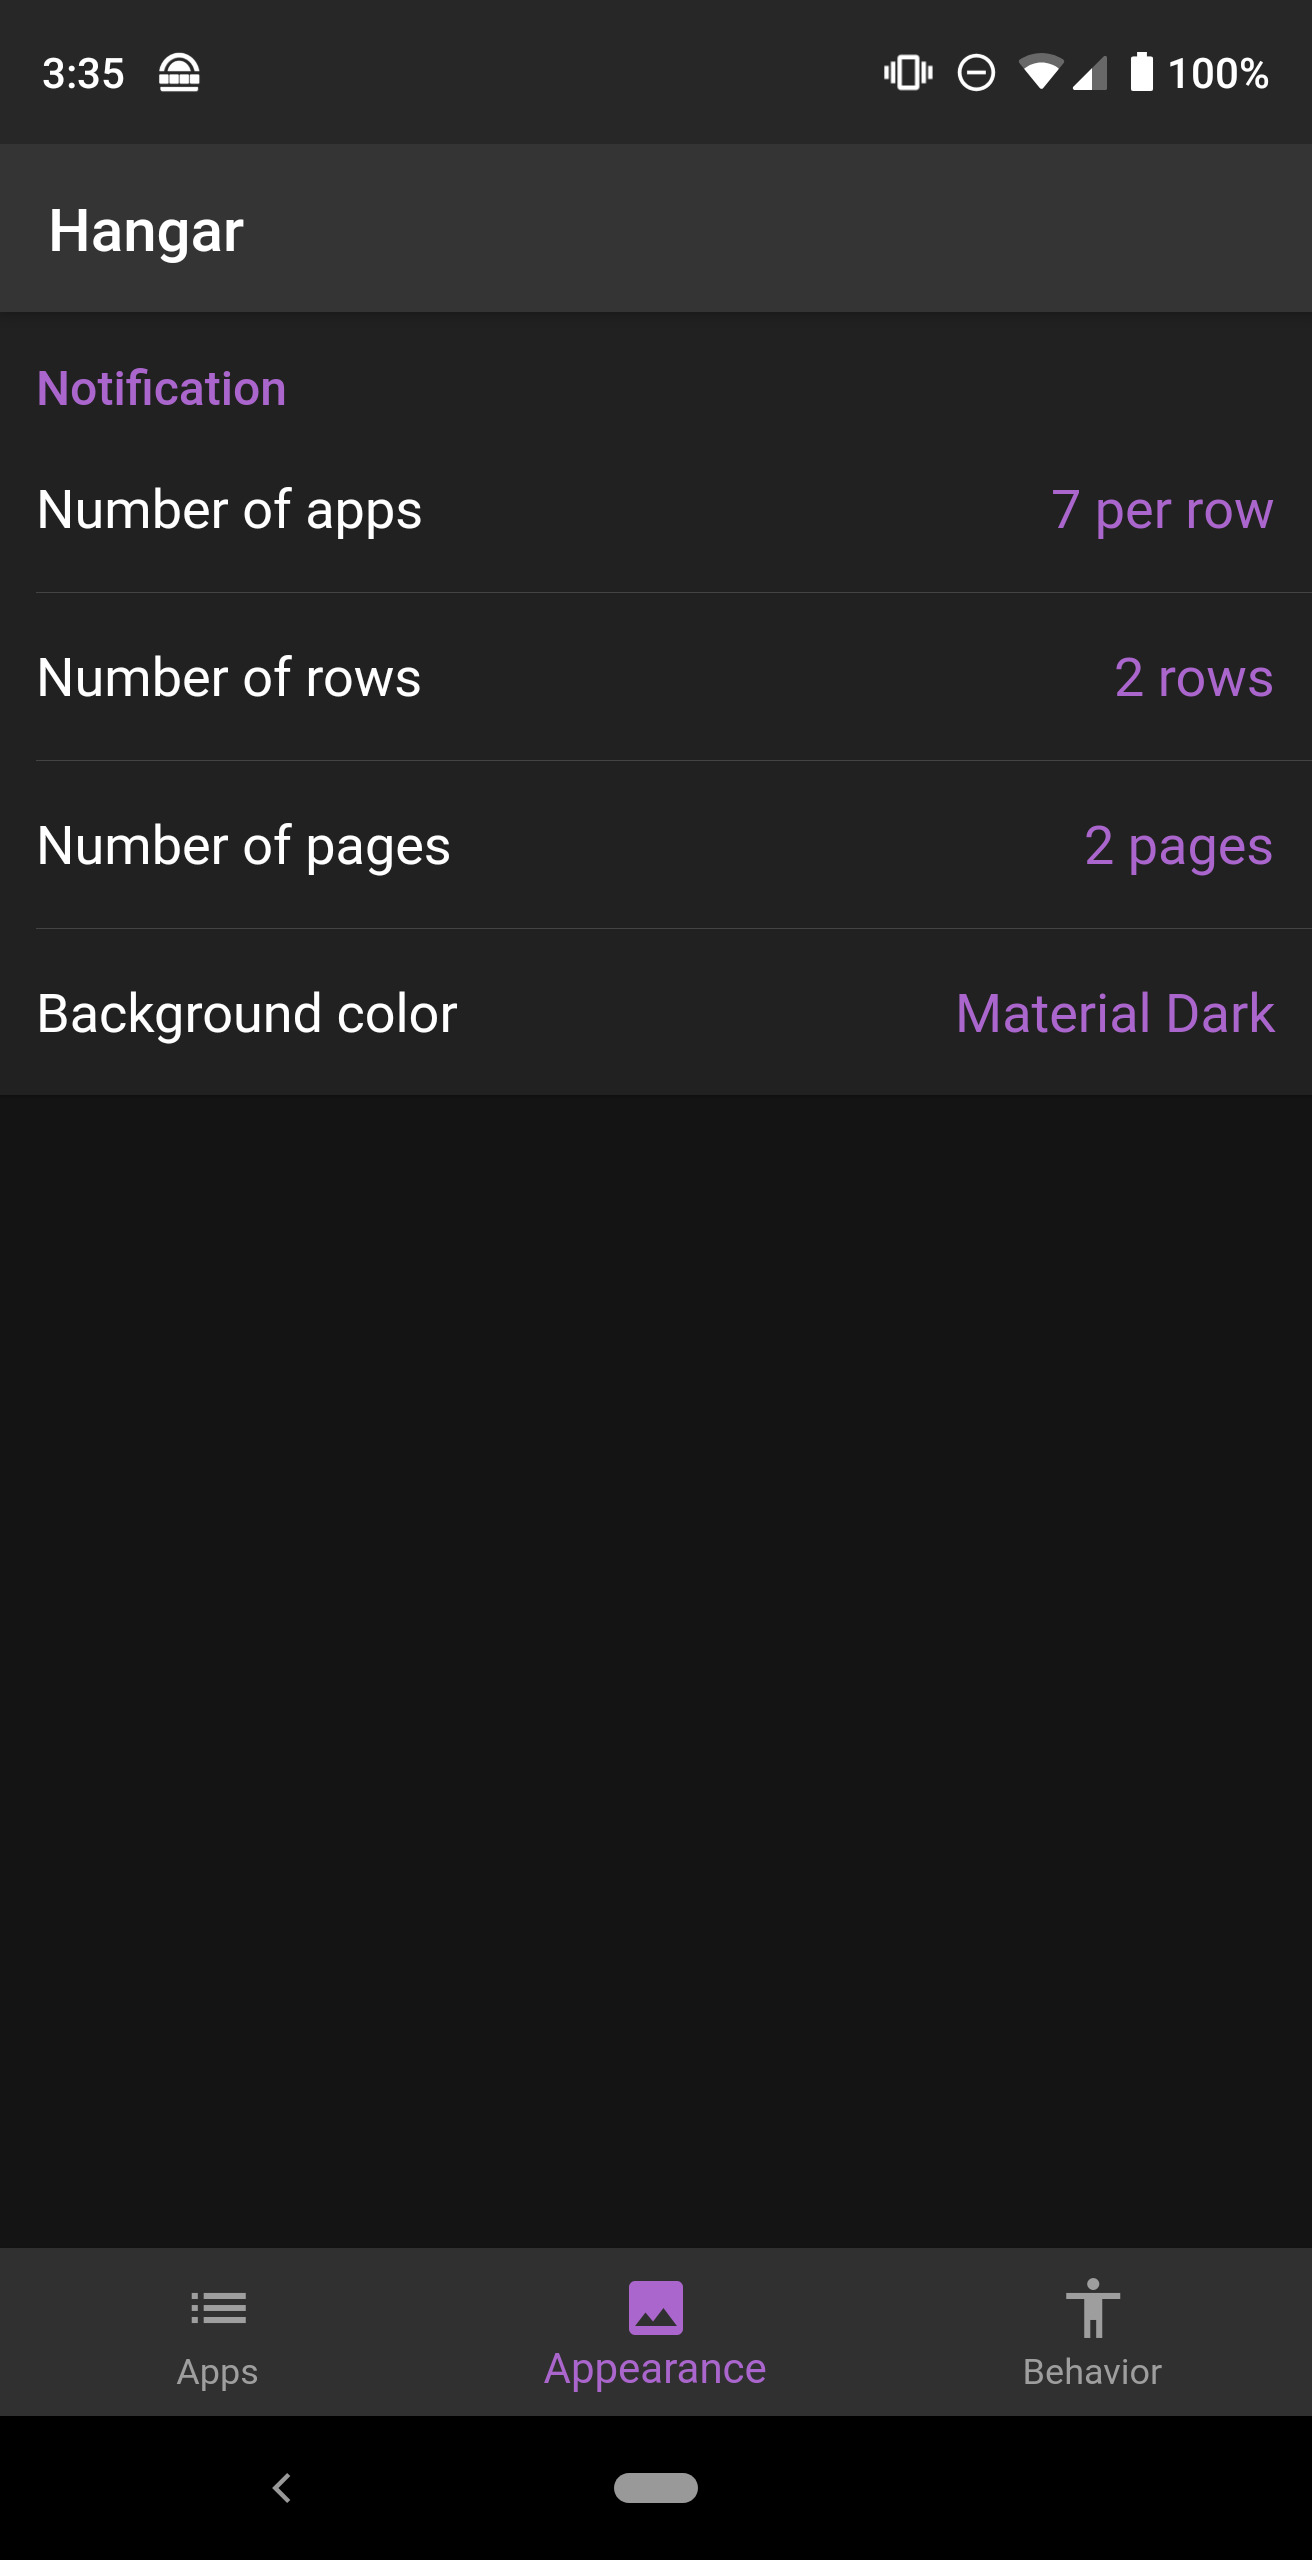 3:35 100%
Hangar
Notification
Number of apps 7 per row
Number of rows 2 rows
Number of pages 2 pages
Background color Material Dark
Apps Appearance Behavior